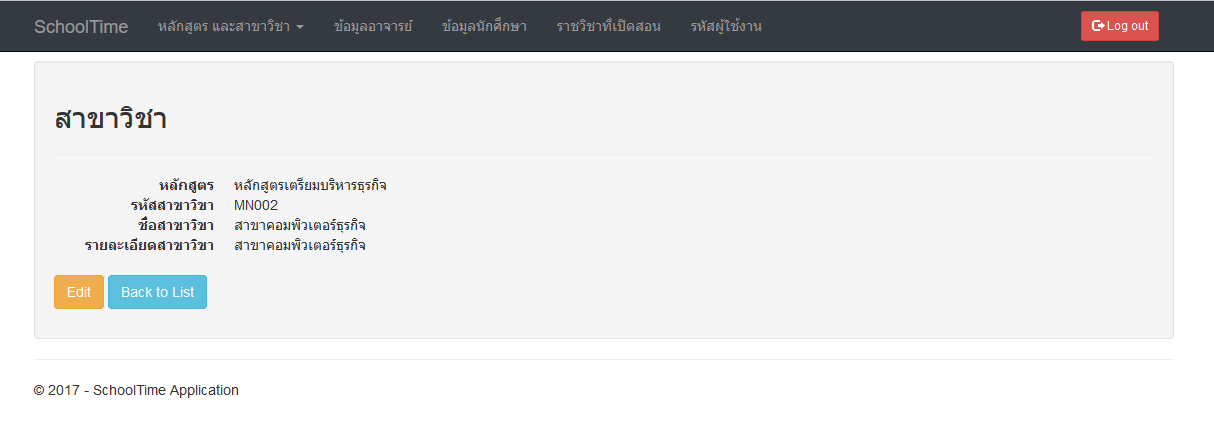 SchoolTime หลักสูตร และสาขาวิชา ข้อมูลอาจารย์ ข้อมูลนักศึกษา ราชวิชาที่เปิดสอน รหัสผู้ใช้งาน Log out
สาขาวิชา
หลักสูตร หลักสูตรเตรียมบริหารธุรกิจ
รหัสสาขาวิชา MN002
ชื่อสาขาวิชา สาขาคอมพิวเตอร์ธุรกิจ
รายละเอียดสาขาวิชา สาขาคอมพิวเตอร์ธุรกิจ
Edit Back to List
© 2017 - SchoolTime Application